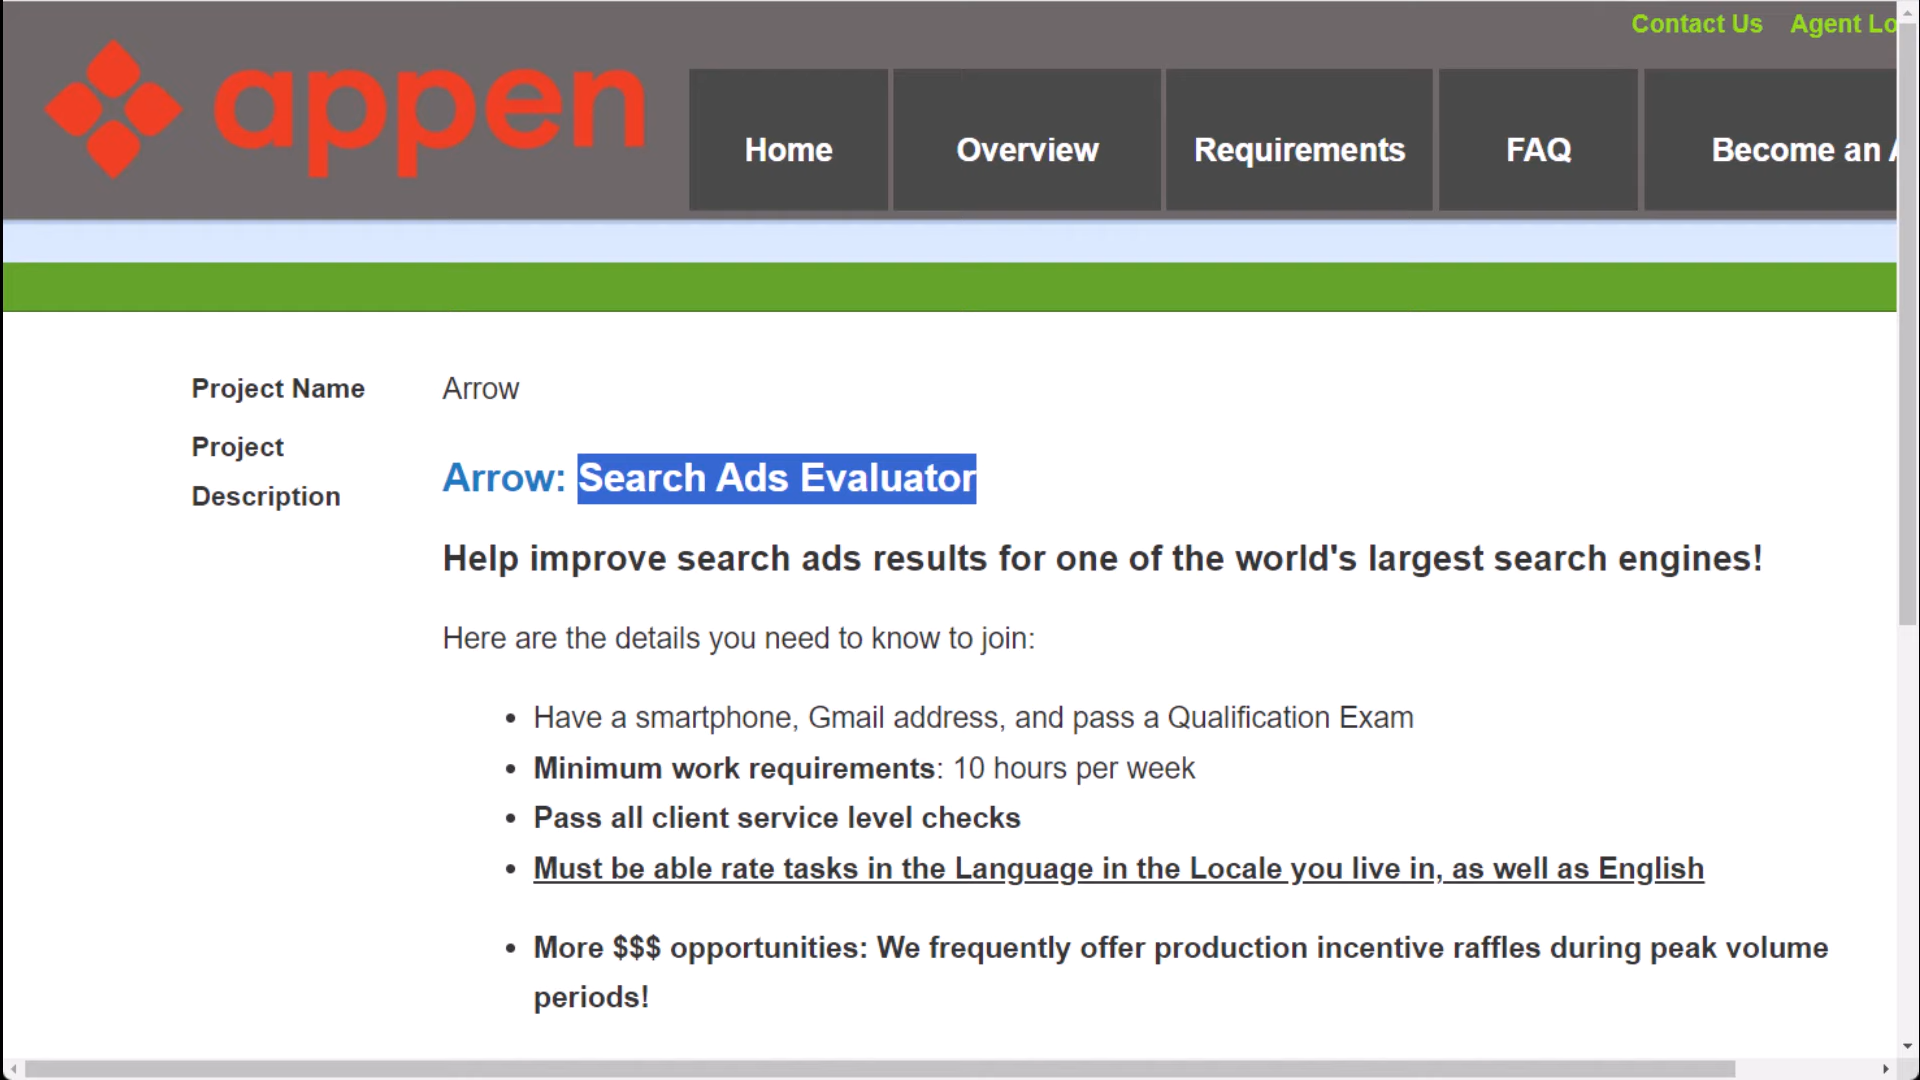 Contact Us Agent Lo
appen
Home Overview Requirements FAQ Become an A
Project Name Arrow
Project
Description
Arrow: Search Ads Evaluator
Help improve search ads results for one of the world's largest search engines!
Here are the details you need to know to join:
• Have a smartphone, Gmail address, and pass a Qualification Exam
• Minimum work requirements: 10 hours per week
• Pass all client service level checks
• Must be able rate tasks in the Language in the Locale you live in, as well as English
• More $$$ opportunities: We frequently offer production incentive raffles during peak volume
periods!